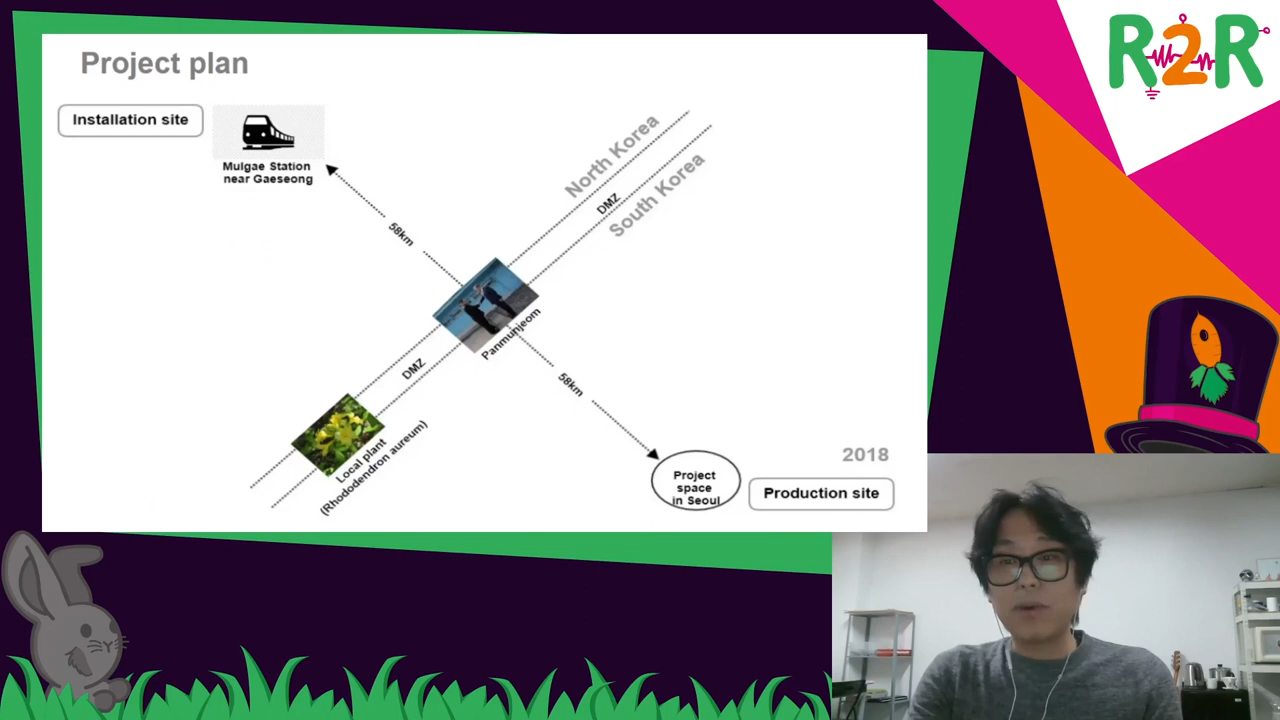 Project plan
R2R
Installation site
Mulgae Station
near Gaeseong
North Korea
DMZ
South Korea
58km
Panmunjeom
58km
DMZ
Local plant
(Rhododendron aureum)
2018
Project
space
in Seoul
Production site